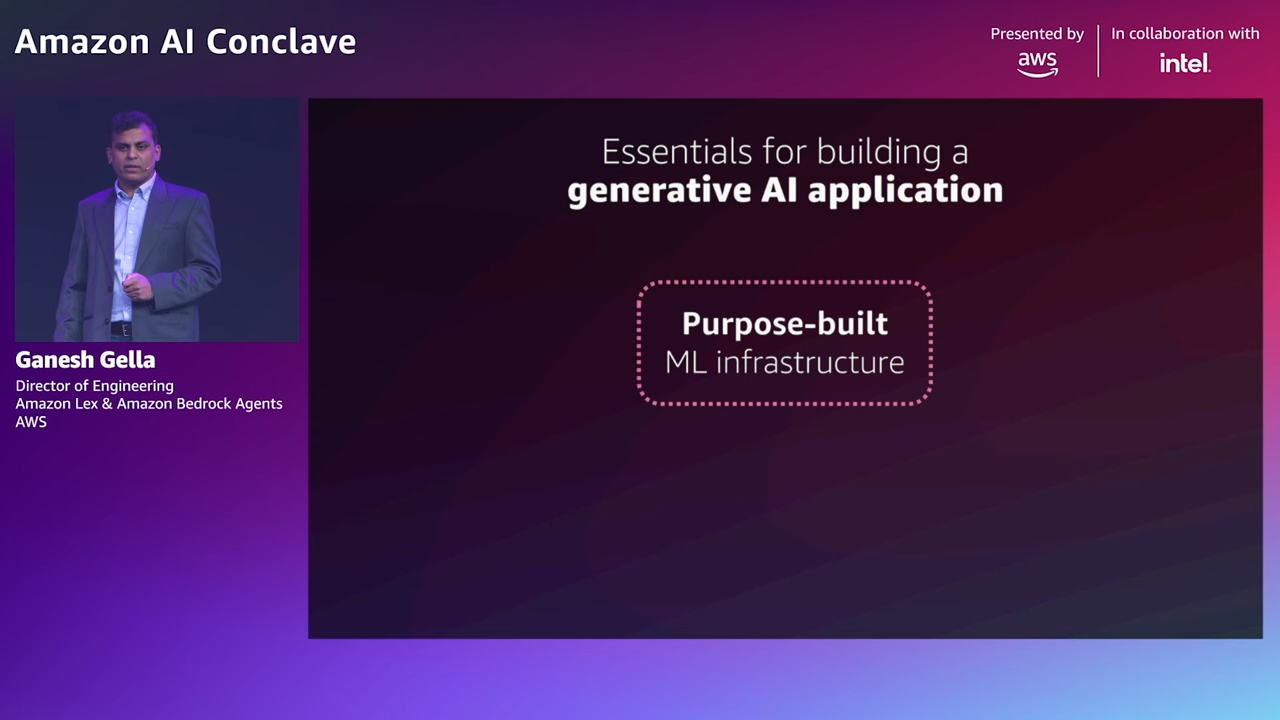 Amazon AI Conclave
Presented by
aws
In collaboration with
intel.
Essentials for building a
generative AI application
Purpose-built
ML infrastructure
Ganesh Gella
Director of Engineering
Amazon Lex & Amazon Bedrock Agents
AWS